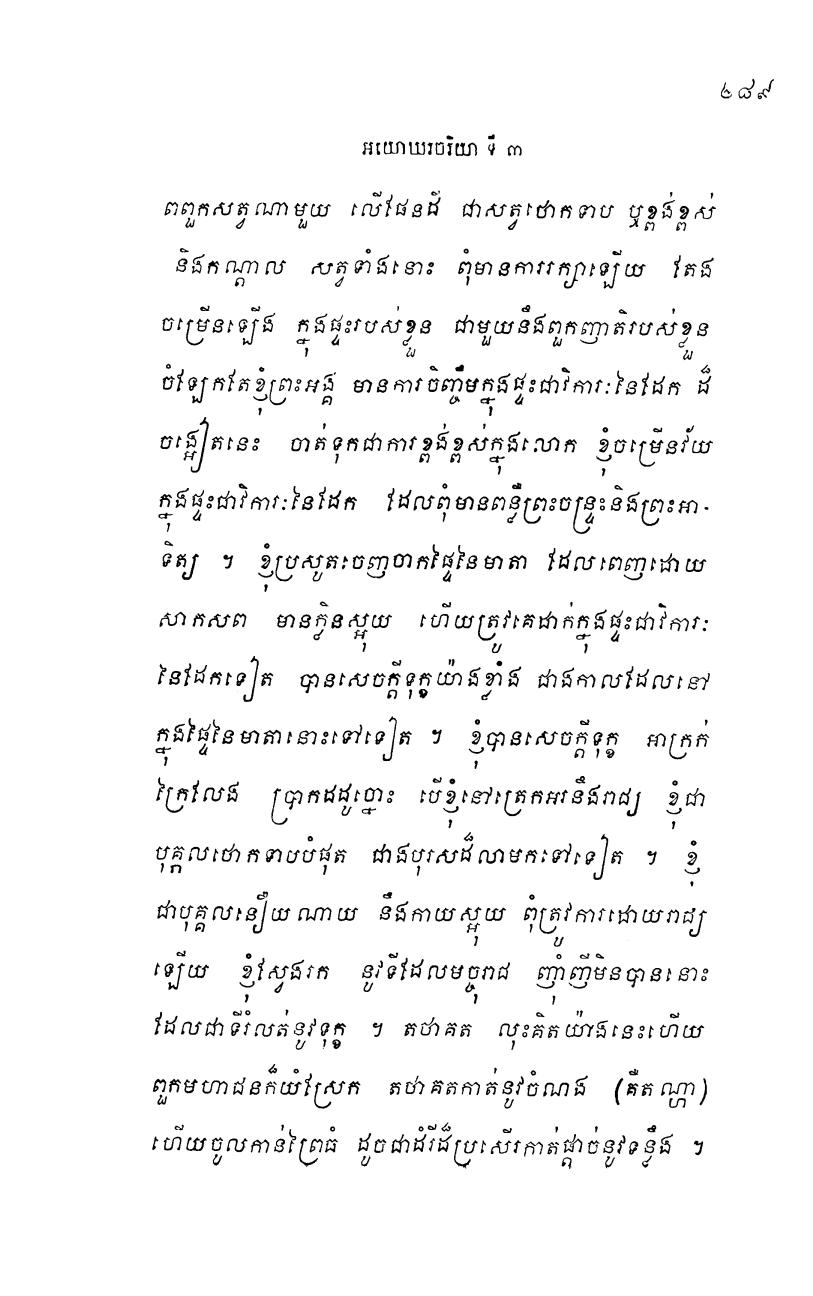 ២៨៩
អយោឃរចរិយា ទី ៣
ពពួកសត្វណាមួយ លើផែនដី ជាសត្វថោកទាប ឬខ្ពង់ខ្ពស់
និងកណ្តាល សត្វទាំងនោះ ពុំមានការរក្សាឡើយ តែង
ចម្រើនឡើង ក្នុងផ្ទះរបស់ខ្លួន ជាមួយនឹងពួកញាតិរបស់ខ្លួន
ចំឡែកតែខ្ញុំព្រះអង្គ មានការចិញ្ចឹមក្នុងផ្ទះជាវិការៈនៃដែក ដ៏
ចង្អៀតនេះ ចាត់ទុកជាការខ្ពង់ខ្ពស់ក្នុងលោក ខ្ញុំចម្រើនវ័យ
ក្នុងផ្ទះជាវិការៈនៃដែក ដែលពុំមានពន្លឺព្រះចន្ទ្រនិងព្រះអា-
ទិត្យ ។ ខ្ញុំប្រសូតចេញចាកផ្ទៃនៃមាតា ដែលពេញដោយ
សាកសព មានក្លិនស្អុយ ហើយត្រូវគេដាក់ក្នុងផ្ទះជាវិការៈ
នៃដែកទៀត បានសេចក្តីទុក្ខយ៉ាងខ្លាំង ជាងកាលដែលនៅ
ក្នុងផ្ទៃនៃមាតានោះទៅទៀត ។ ខ្ញុំបានសេចក្តីទុក្ខ អាក្រក់
ក្រៃលែង ប្រាកដដូច្នោះ បើខ្ញុំនៅត្រេកអរនឹងរាជ្យ ខ្ញុំជា
បុគ្គលថោកទាបបំផុត ជាងបុរសដ៏លាមកទៅទៀត ។ ខ្ញុំ
ជាបុគ្គលនឿយណាយ នឹងកាយស្អុយ ពុំត្រូវការដោយរាជ្យ
ឡើយ ខ្ញុំស្វែងរក នូវទីដែលមច្ចុរាជ ញាំញីមិនបាននោះ
ដែលជាទីរំលត់នូវទុក្ខ ។ តថាគត លុះគិតយ៉ាងនេះហើយ
ពួកមហាជនក៏យំស្រែក តថាគតកាត់នូវចំណង (គឺតណ្ហា)
ហើយចូលកាន់ព្រៃធំ ដូចជាដំរីដ៏ប្រសើរកាត់ផ្តាច់នូវទន្លឹង ។